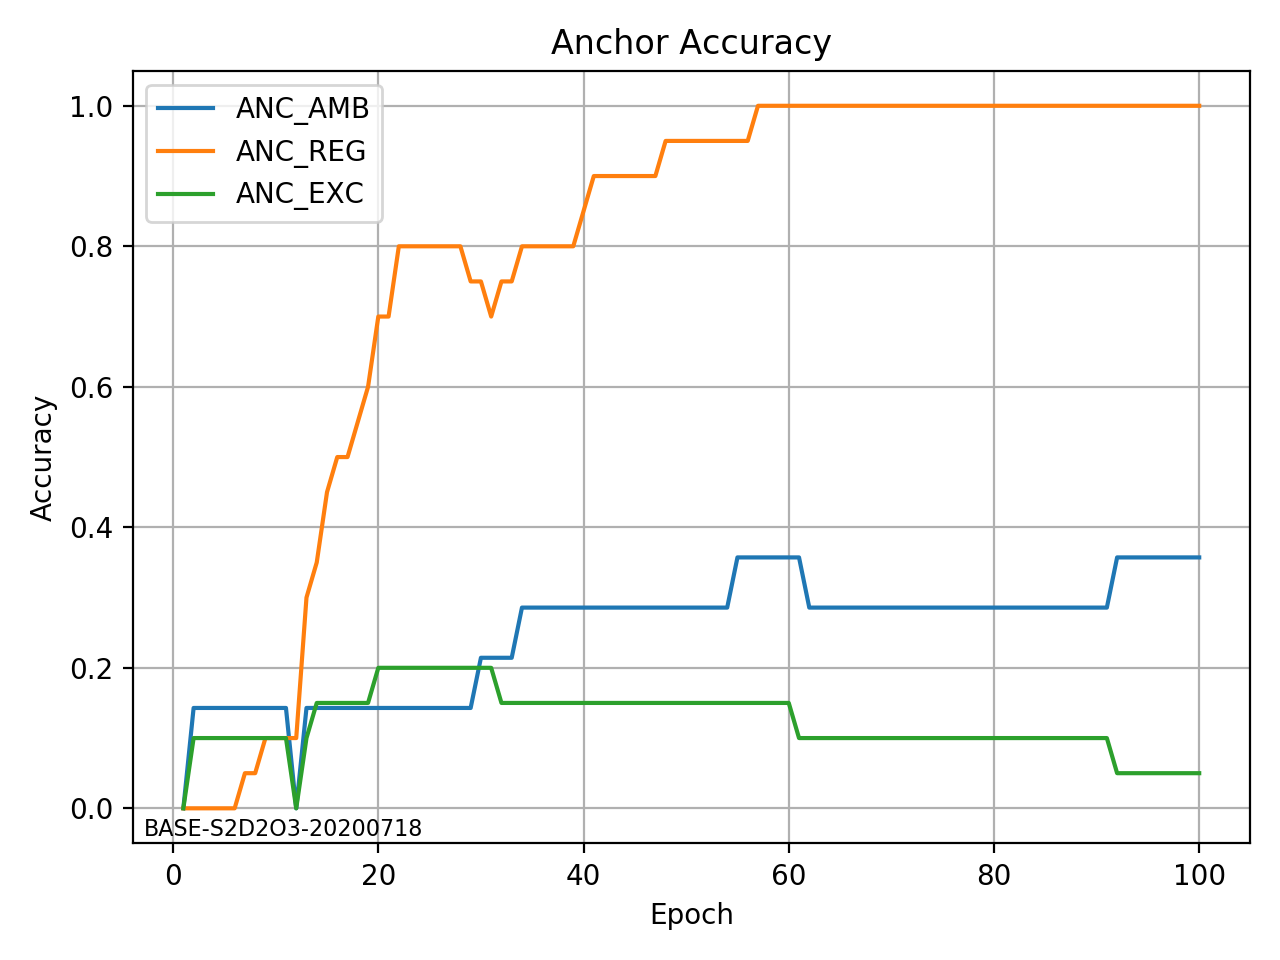 Anchor Accuracy
ANC_AMB
ANC_REG
ANC_EXC
1.0
0.8
0.6
0.4
0.2
0.0
Accuracy
BASE-S2D2O3-20200718
0 20 40 60 80 100
Epoch